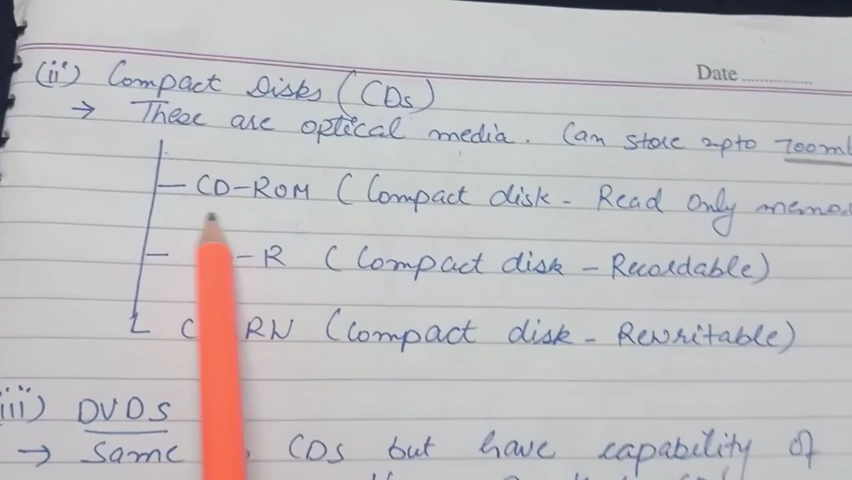 Date
(ii) Compact Disks (CDs)
→ These are optical media. Can store upto 700m
CD-ROM (Compact disk - Read Only
-R (Compact disk - Recordable)
C RW (Compact disk - Rewritable)
iii) DVDS
→ Same CDS but have capability of